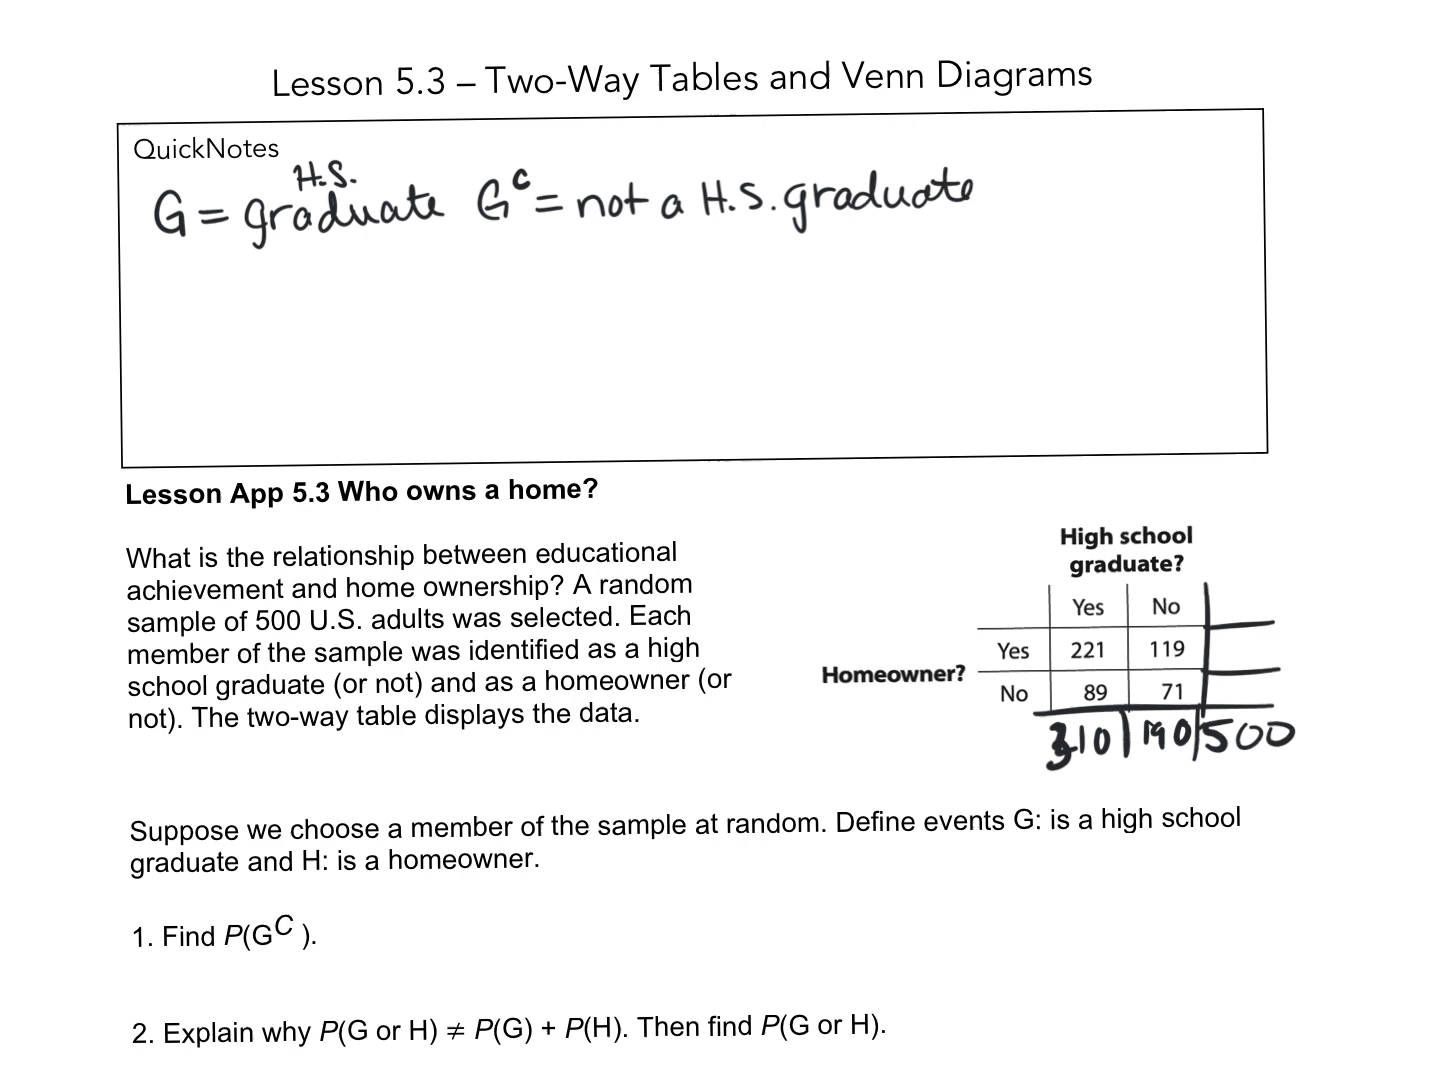 Lesson 5.3 – Two-Way Tables and Venn Diagrams
QuickNotes
H.S.
G = graduate Gᶜ = not a H.S. graduate
Lesson App 5.3 Who owns a home?
What is the relationship between educational
achievement and home ownership? A random
sample of 500 U.S. adults was selected. Each
member of the sample was identified as a high
school graduate (or not) and as a homeowner (or
not). The two-way table displays the data.
High school
graduate?
Yes No
Homeowner? Yes 221 119
No 89 71
310 190 500
Suppose we choose a member of the sample at random. Define events G: is a high school
graduate and H: is a homeowner.
1. Find P(Gᶜ ).
2. Explain why P(G or H) ≠ P(G) + P(H). Then find P(G or H).